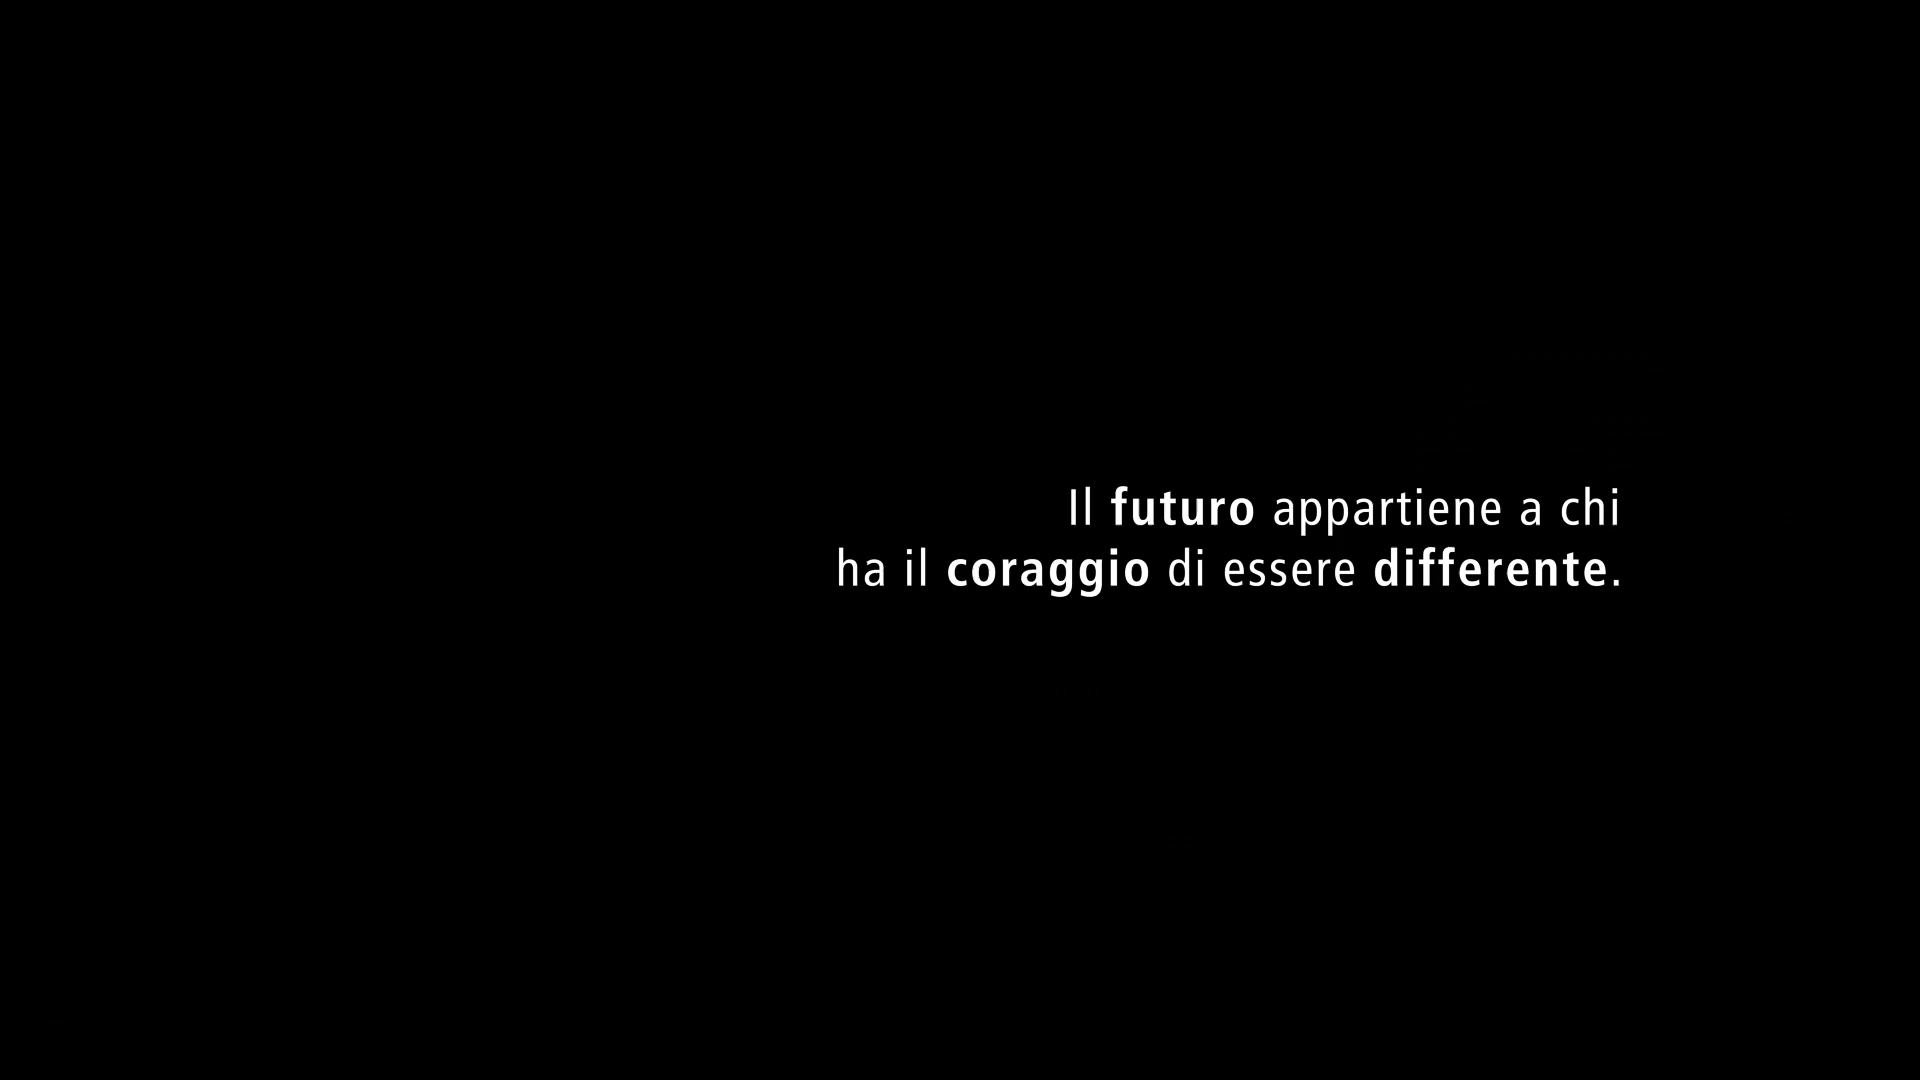 Il futuro appartiene a chi
ha il coraggio di essere differente.